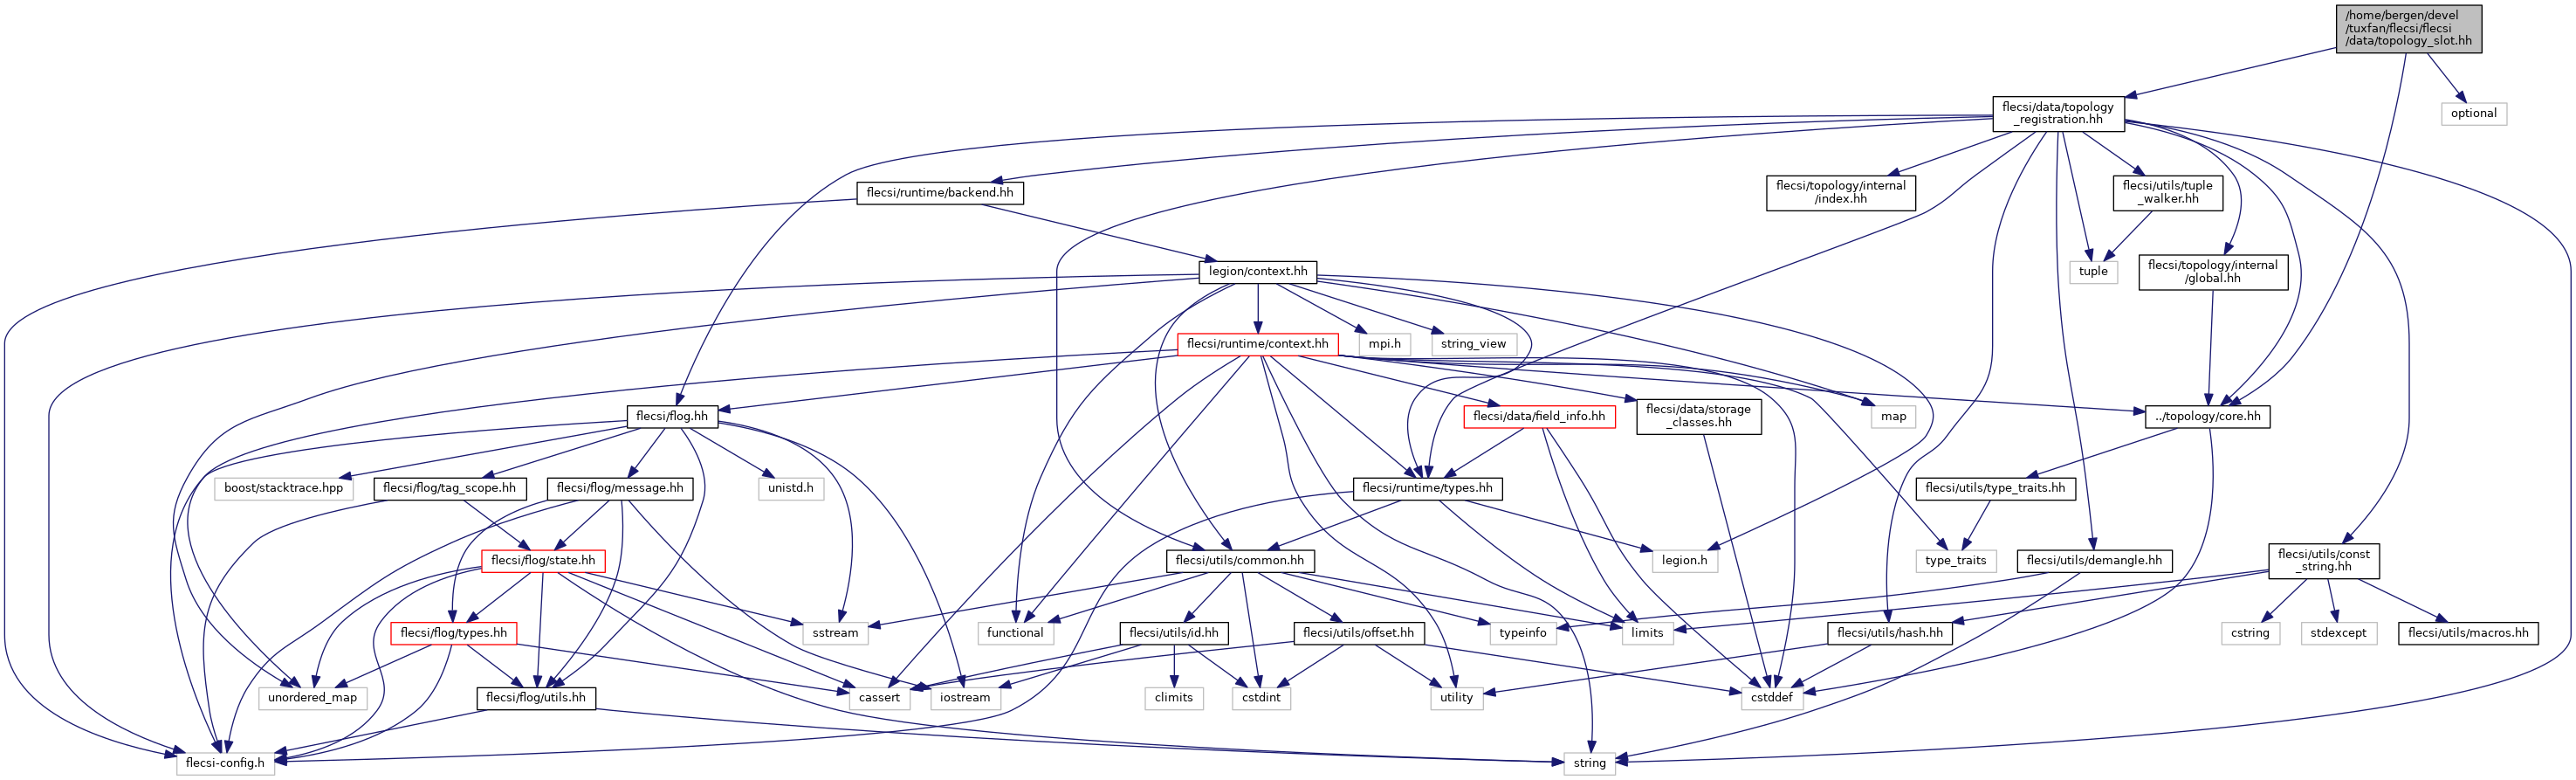 /home/bergen/devel
/tuxfan/flecsi/flecsi
/data/topology_slot.hh
flecsi/data/topology
_registration.hh
optional
flecsi/runtime/backend.hh
flecsi/topology/internal
/index.hh
flecsi/utils/tuple
_walker.hh
legion/context.hh
tuple
flecsi/topology/internal
/global.hh
flecsi/runtime/context.hh
mpi.h
string_view
flecsi/flog.hh
flecsi/data/field_info.hh
flecsi/data/storage
_classes.hh
map
../topology/core.hh
boost/stacktrace.hpp
flecsi/flog/tag_scope.hh
flecsi/flog/message.hh
unistd.h
flecsi/runtime/types.hh
flecsi/utils/type_traits.hh
flecsi/flog/state.hh
flecsi/utils/common.hh
legion.h
type_traits
flecsi/utils/demangle.hh
flecsi/utils/const
_string.hh
flecsi/flog/types.hh
sstream
functional
flecsi/utils/id.hh
flecsi/utils/offset.hh
typeinfo
limits
flecsi/utils/hash.hh
cstring
stdexcept
flecsi/utils/macros.hh
unordered_map
flecsi/flog/utils.hh
cassert
iostream
climits
cstdint
utility
cstddef
flecsi-config.h
string